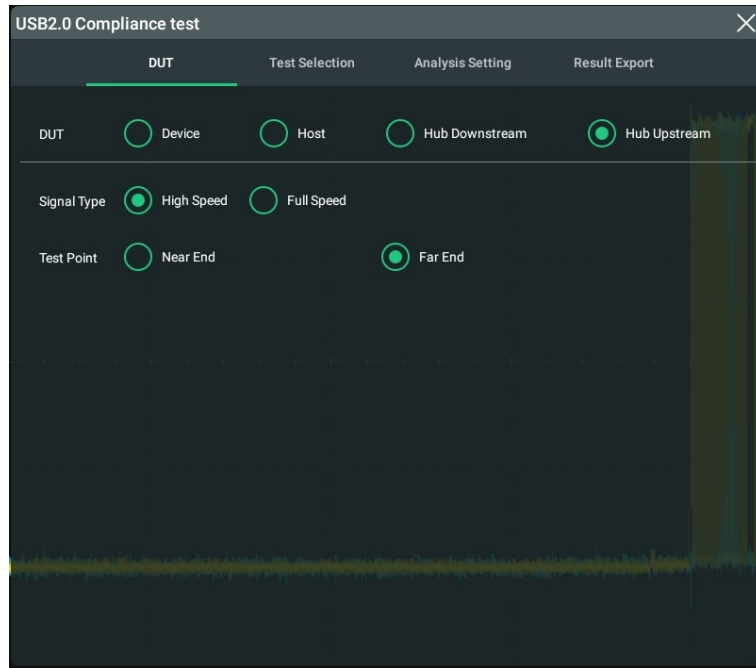 USB2.0 Compliance test
DUT Test Selection Analysis Setting Result Export
DUT Device Host Hub Downstream Hub Upstream
Signal Type High Speed Full Speed
Test Point Near End Far End